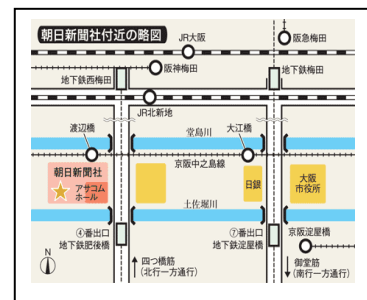 朝日新聞社付近の略図
JR大阪
阪急梅田
阪神梅田
地下鉄西梅田
地下鉄梅田
JR北新地
渡辺橋
堂島川
大江橋
京阪中之島線
朝日新聞社
アサコム
ホール
日銀
大阪
市役所
土佐堀川
④番出口
地下鉄肥後橋
⑦番出口
地下鉄淀屋橋
京阪淀屋橋
N
四つ橋筋
(北行一方通行)
御堂筋
(南行一方通行)